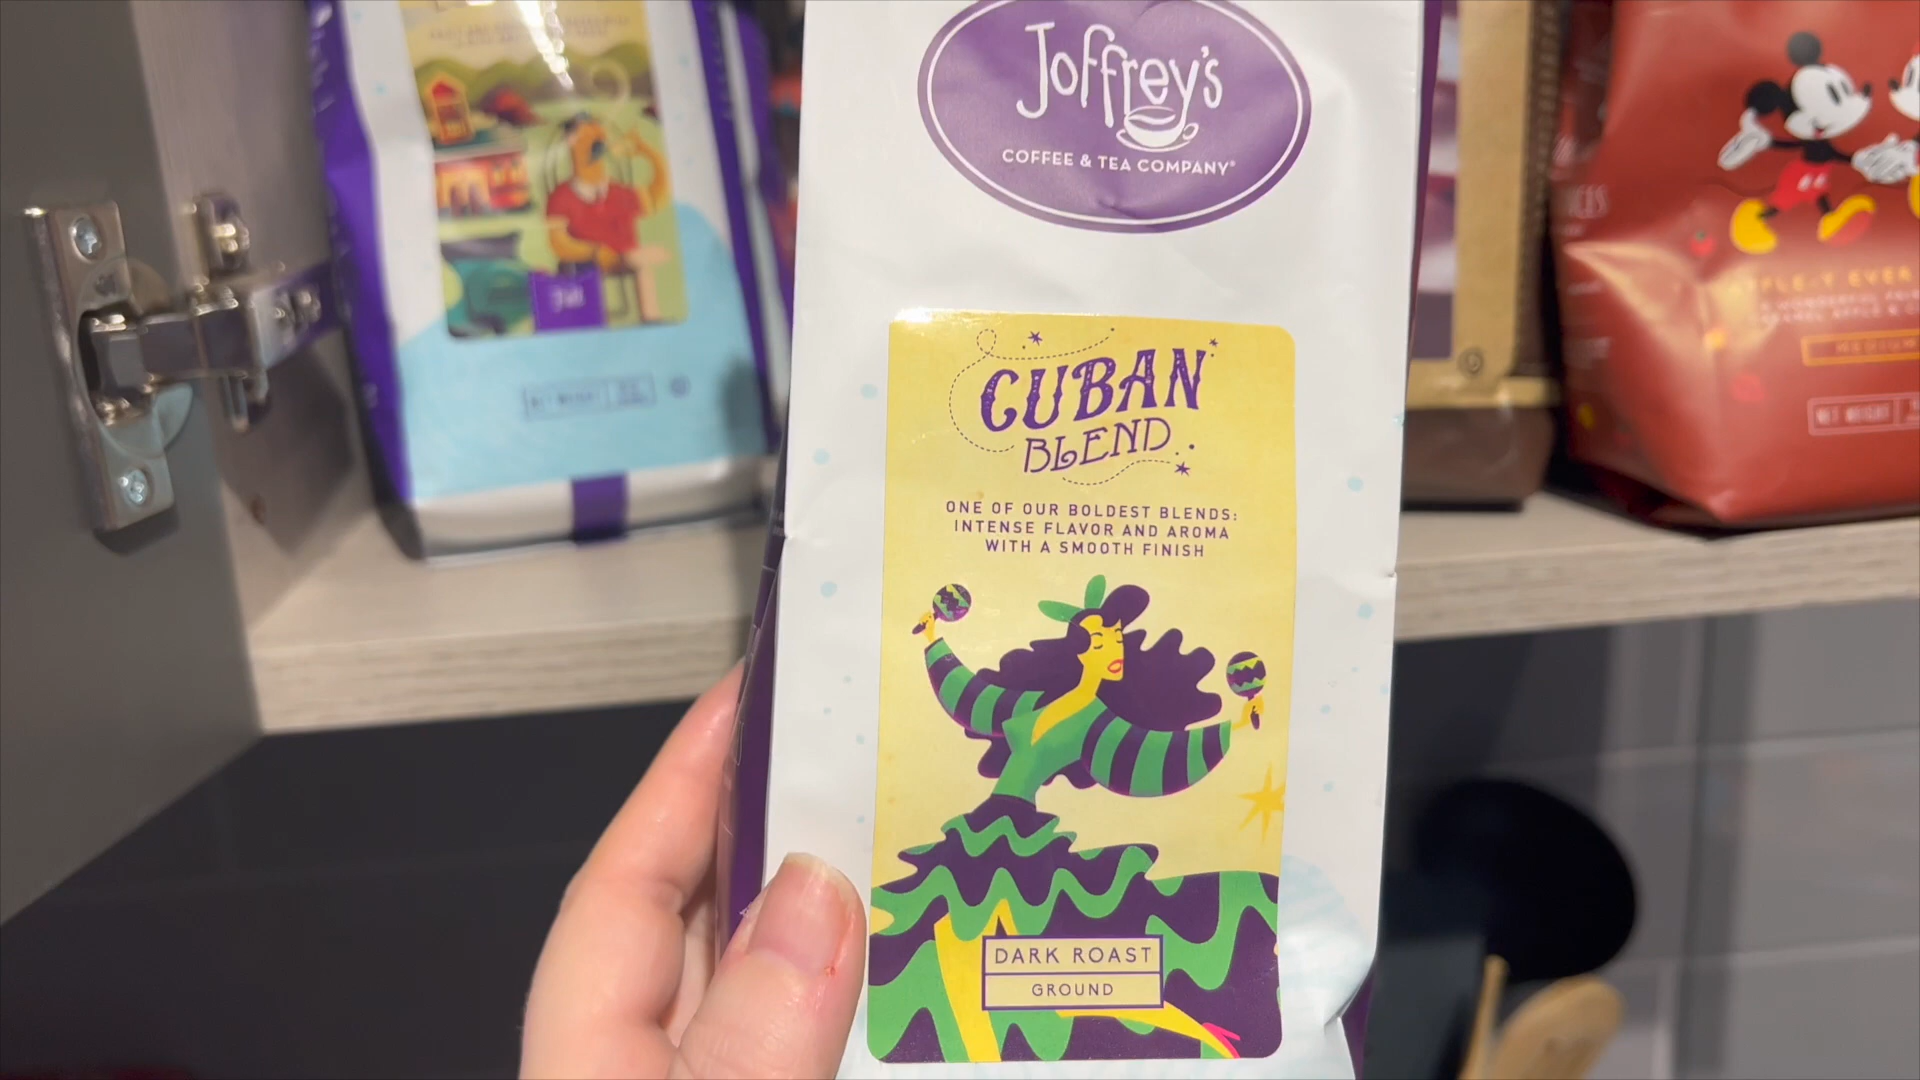 Joffrey's
COFFEE & TEA COMPANY®
CUBAN
BLEND
ONE OF OUR BOLDEST BLENDS:
INTENSE FLAVOR AND AROMA
WITH A SMOOTH FINISH
DARK ROAST
GROUND
MEDIUM
NET WEIGHT